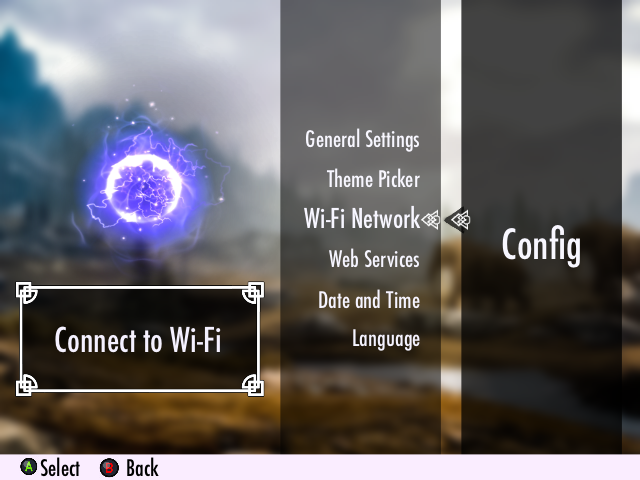 General Settings
Theme Picker
Wi-Fi Network
Web Services
Date and Time
Language
Config
Connect to Wi-Fi
A Select B Back